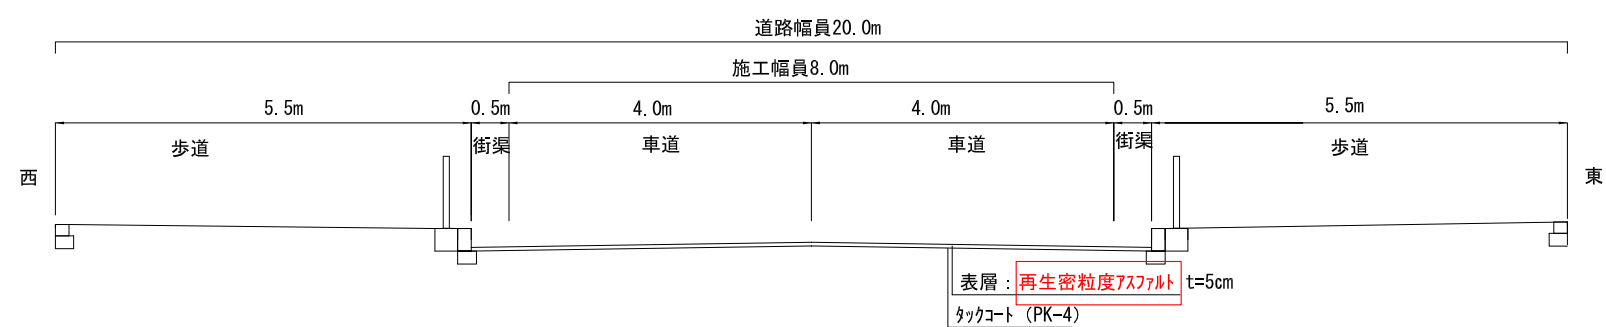 道路幅員20.0m
施工幅員8.0m
5.5m 0.5m 4.0m 4.0m 0.5m 5.5m
歩道 街渠 車道 車道 街渠 歩道
西 東
表層：再生密粒度ｱｽﾌｧﾙﾄ t=5cm
ﾀｯｸｺｰﾄ (PK-4)